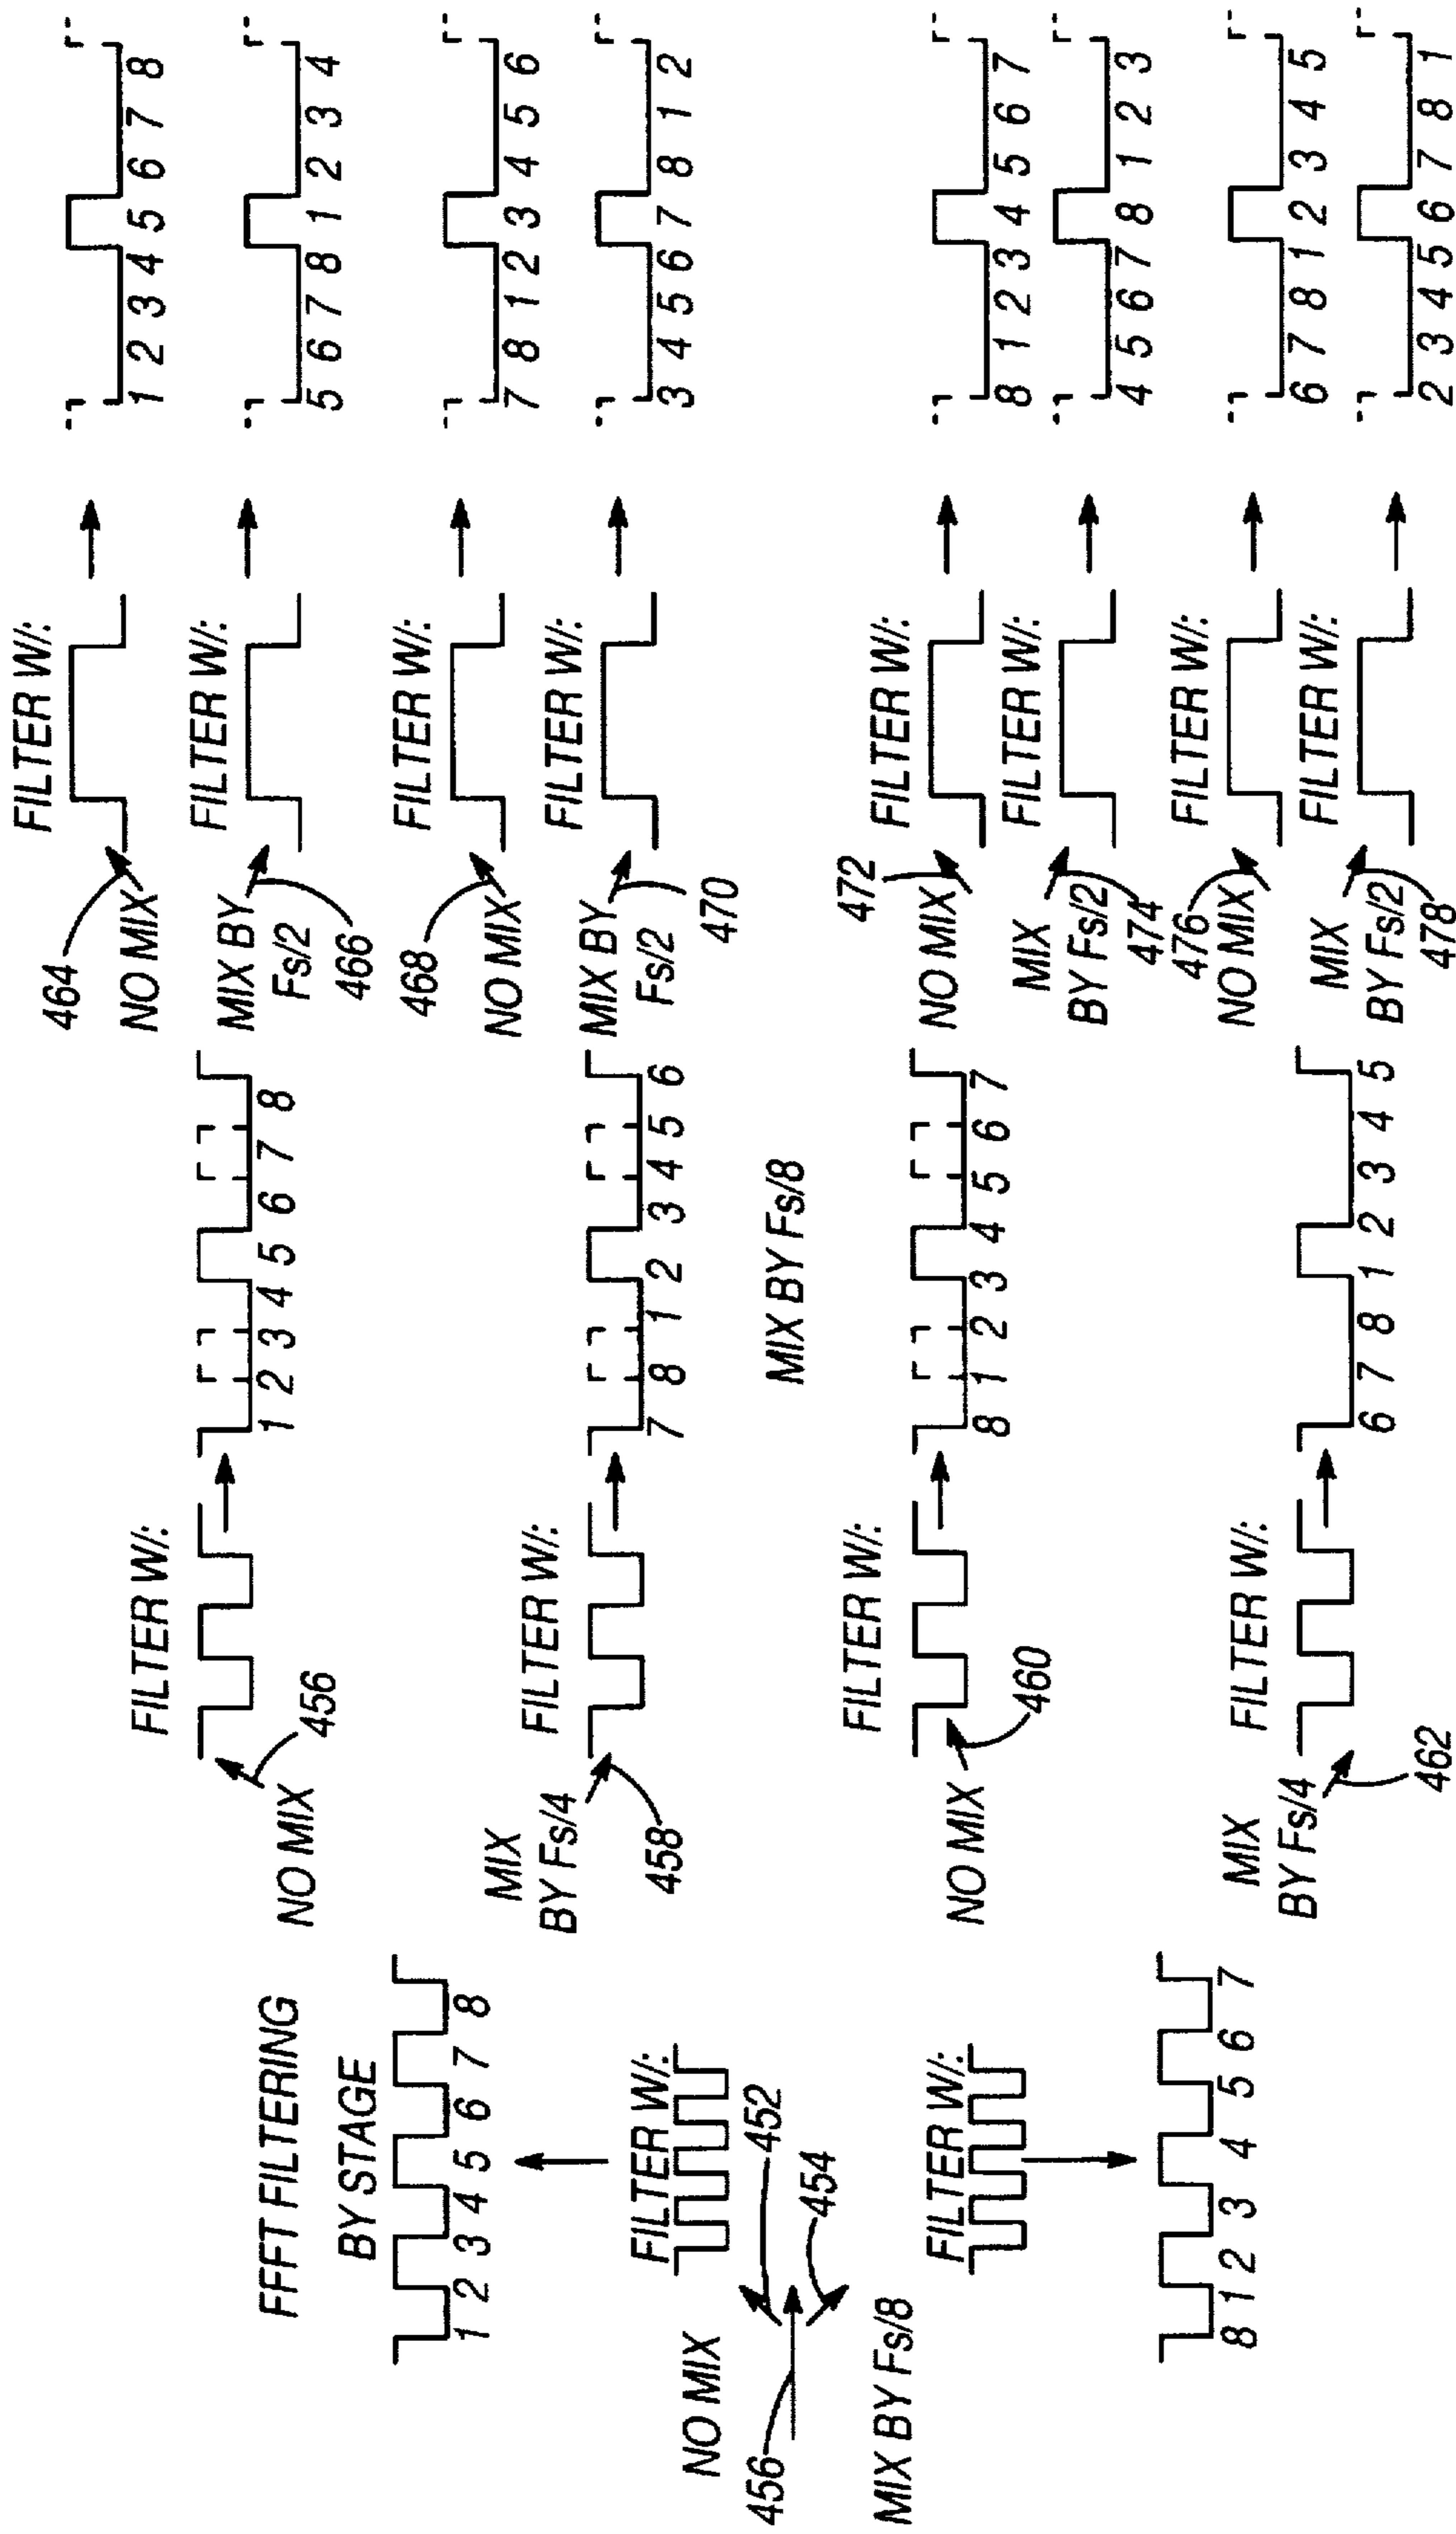 FFFT FILTERING
BY STAGE
1 2 3 4 5 6 7 8
FILTER W/:
452
NO MIX
456
454
MIX BY Fs/8
FILTER W/:
8 1 2 3 4 5 6 7
FILTER W/:
456
NO MIX
1 2 3 4 5 6 7 8
MIX
BY Fs/4
458
FILTER W/:
7 8 1 2 3 4 5 6
MIX BY Fs/8
FILTER W/:
460
NO MIX
8 1 2 3 4 5 6 7
MIX
BY Fs/4
462
FILTER W/:
6 7 8 1 2 3 4 5
464
NO MIX
FILTER W/:
1 2 3 4 5 6 7 8
MIX BY
Fs/2
466
FILTER W/:
5 6 7 8 1 2 3 4
468
NO MIX
FILTER W/:
7 8 1 2 3 4 5 6
MIX BY
Fs/2
470
FILTER W/:
3 4 5 6 7 8 1 2
472
NO MIX
FILTER W/:
8 1 2 3 4 5 6 7
MIX
BY Fs/2
474
FILTER W/:
4 5 6 7 8 1 2 3
476
NO MIX
FILTER W/:
6 7 8 1 2 3 4 5
MIX
BY Fs/2
478
FILTER W/:
2 3 4 5 6 7 8 1